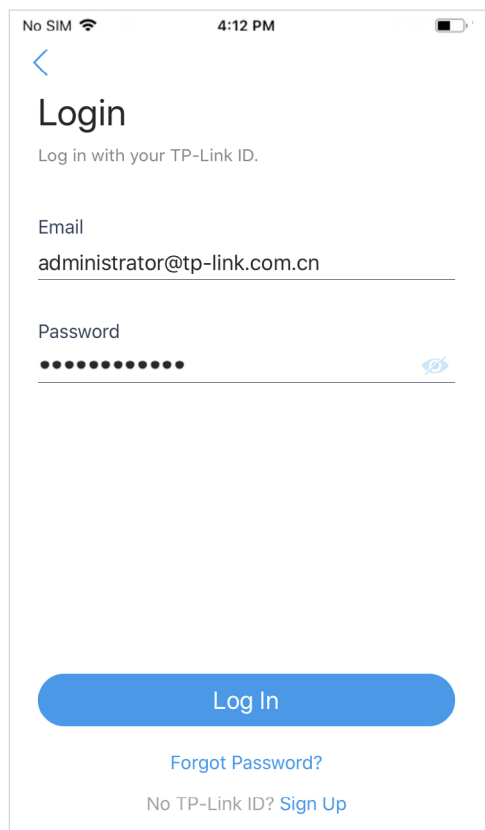 No SIM 4:12 PM
Login
Log in with your TP-Link ID.
Email
administrator@tp-link.com.cn
Password
••••••••••••
Log In
Forgot Password?
No TP-Link ID? Sign Up